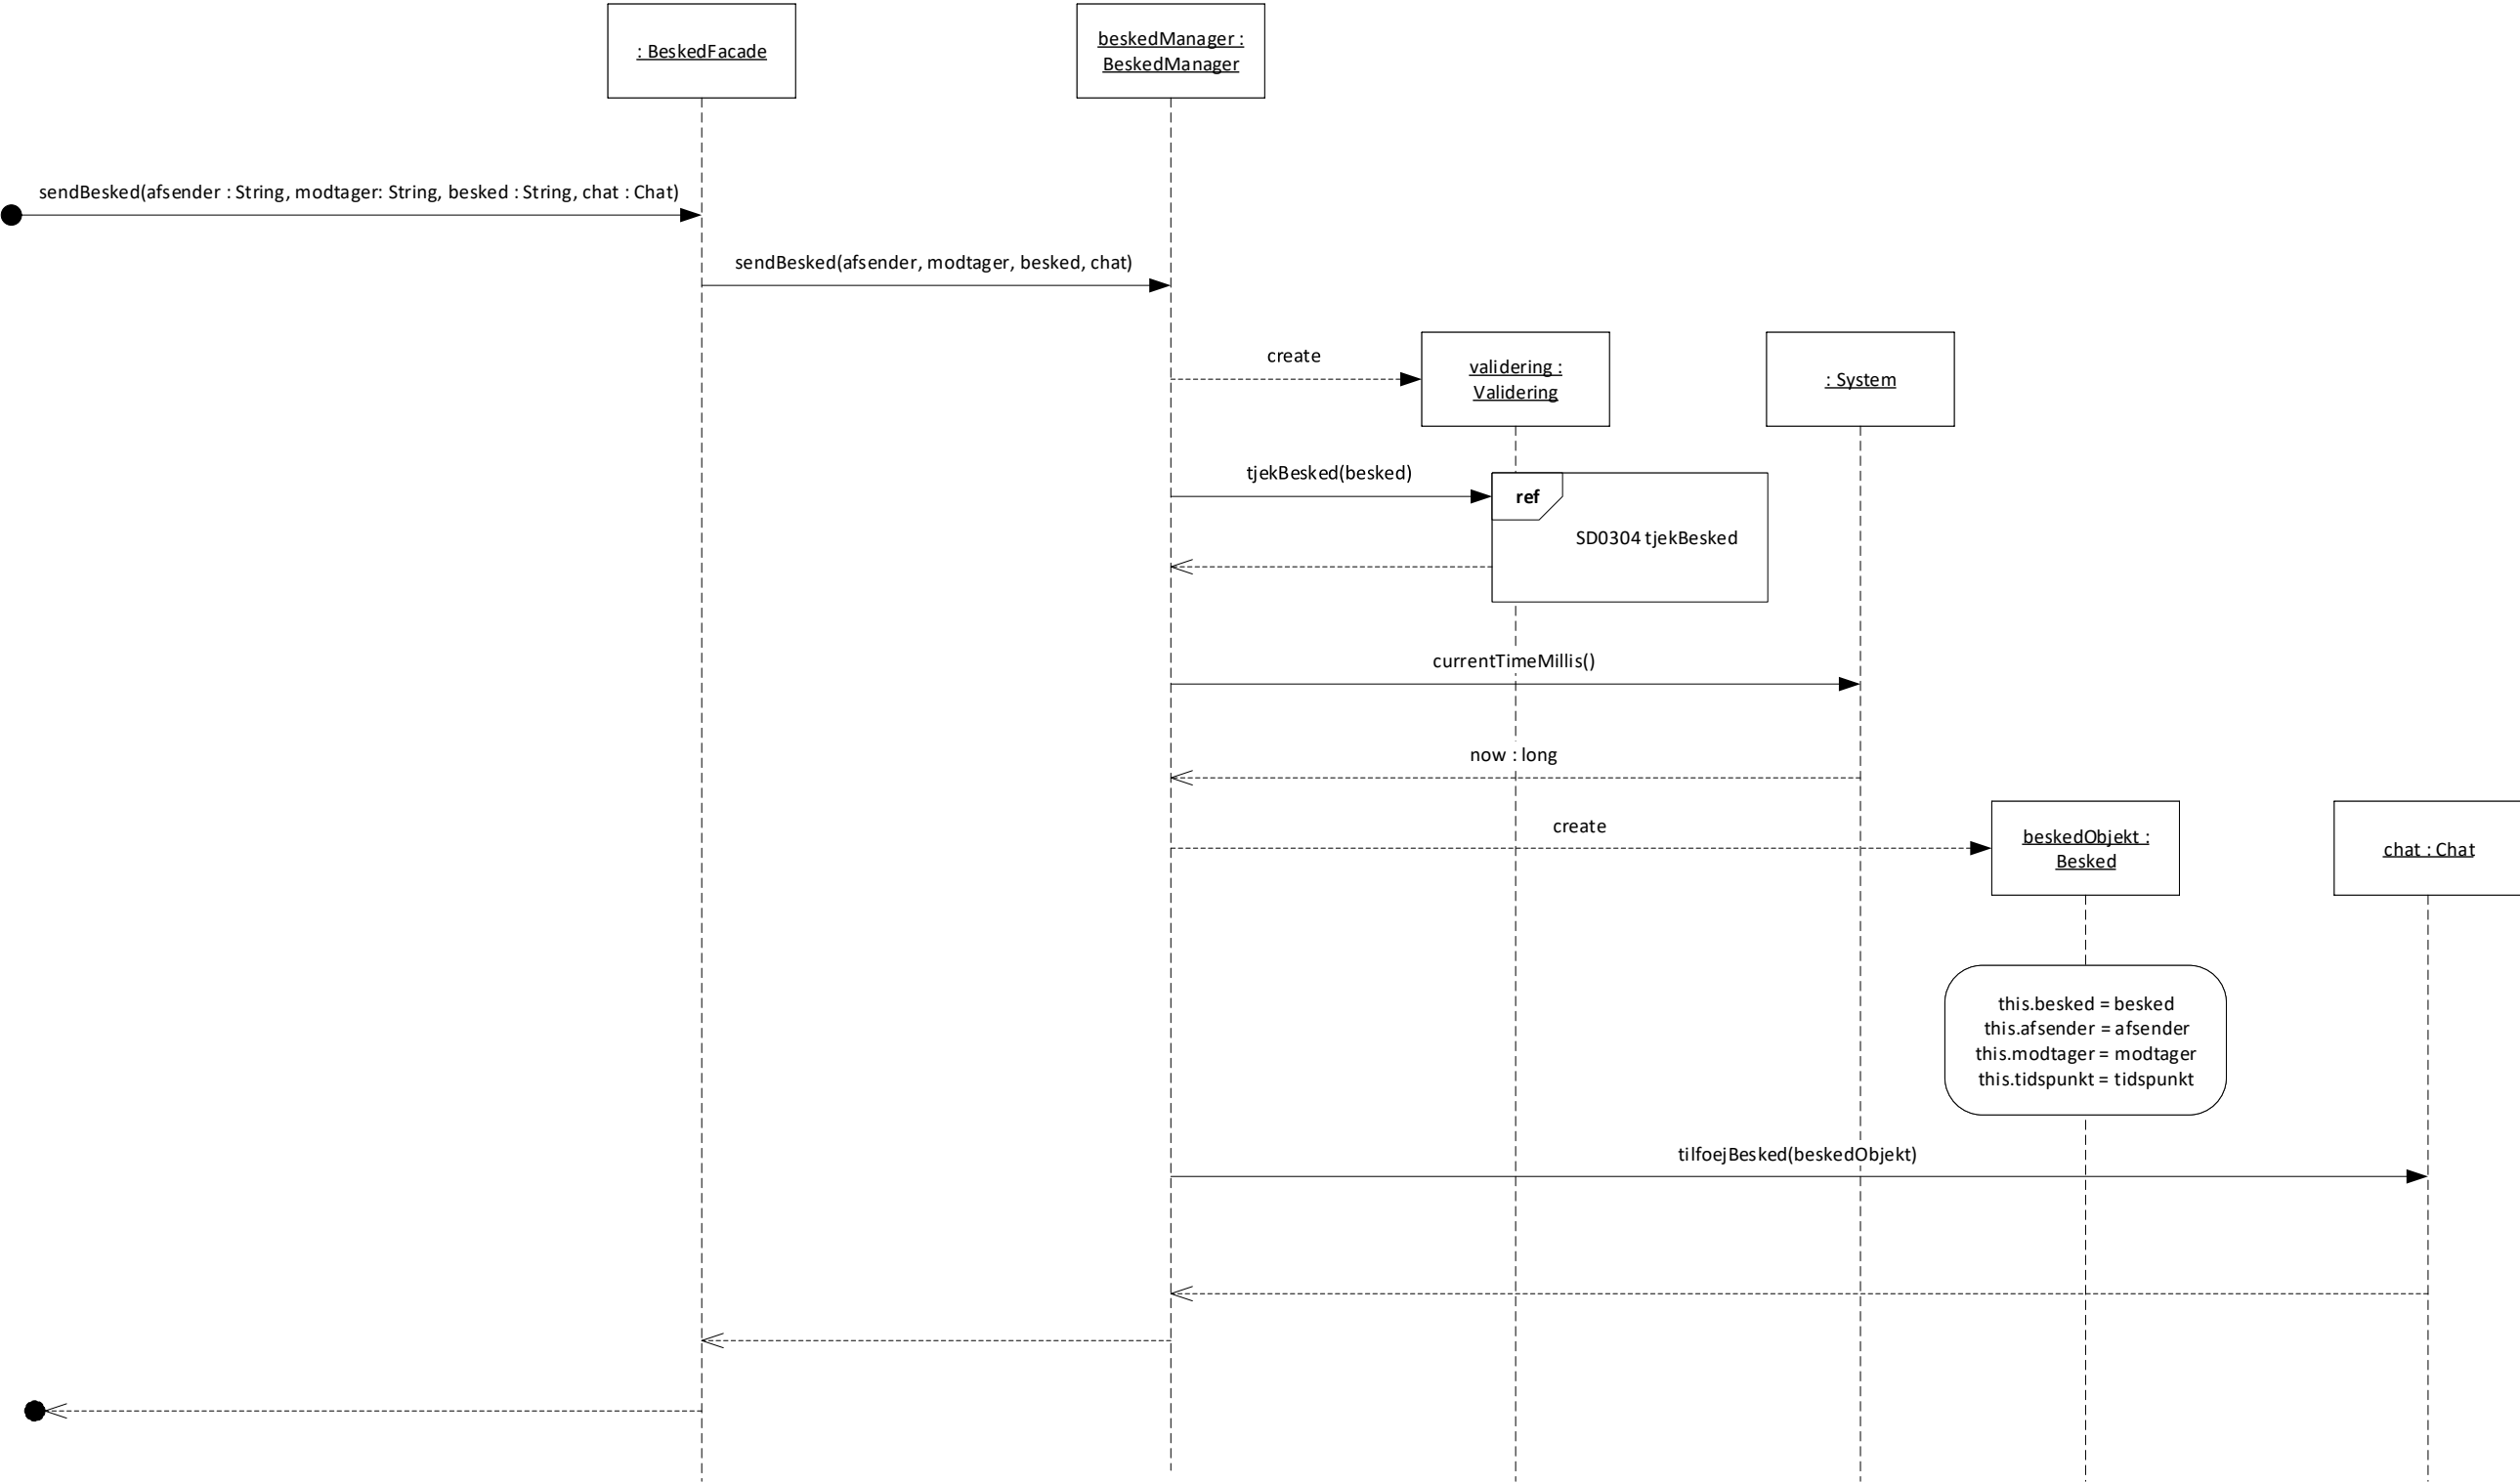 : BeskedFacade
beskedManager :
BeskedManager
sendBesked(afsender : String, modtager: String, besked : String, chat : Chat)
sendBesked(afsender, modtager, besked, chat)
create
validering :
Validering
: System
tjekBesked(besked)
ref
SD0304 tjekBesked
currentTimeMillis()
now : long
create
beskedObjekt :
Besked
chat : Chat
this.besked = besked
this.afsender = afsender
this.modtager = modtager
this.tidspunkt = tidspunkt
tilfoejBesked(beskedObjekt)